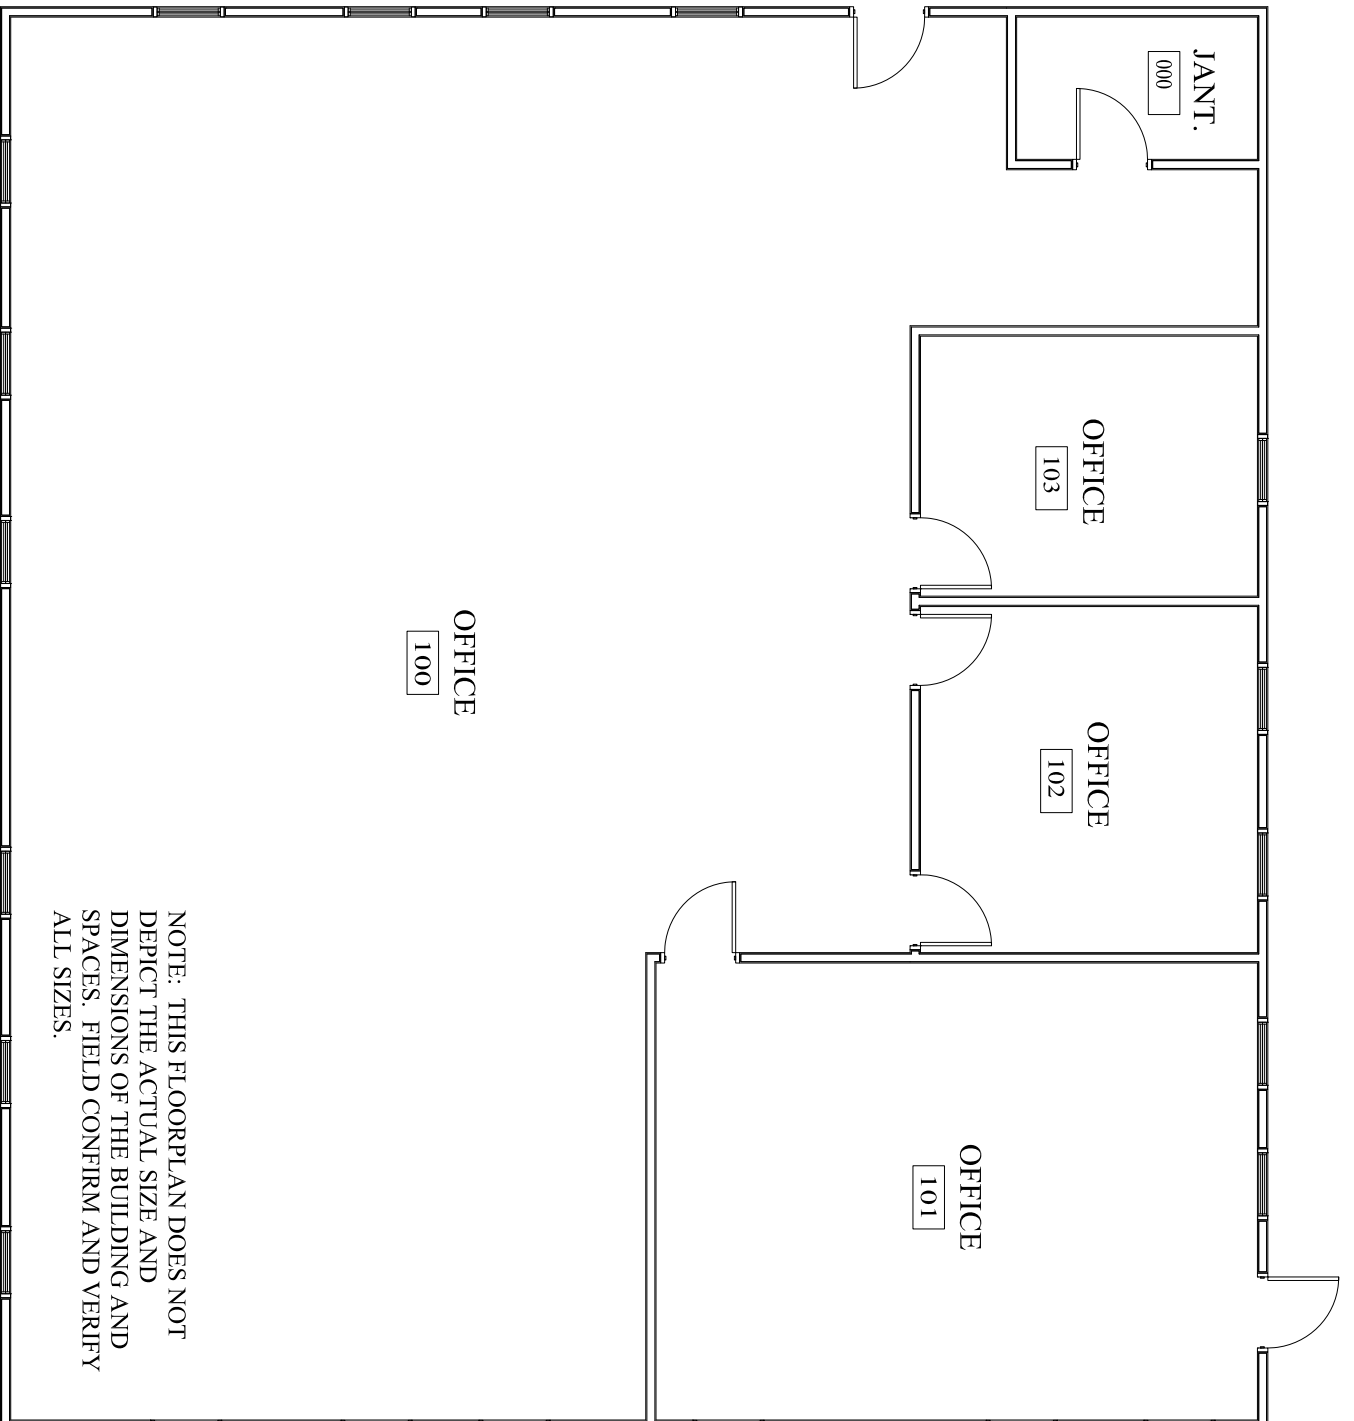 JANT.
000
OFFICE
103
OFFICE
102
OFFICE
101
OFFICE
100
NOTE: THIS FLOORPLAN DOES NOT
DEPICT THE ACTUAL SIZE AND
DIMENSIONS OF THE BUILDING AND
SPACES. FIELD CONFIRM AND VERIFY
ALL SIZES.